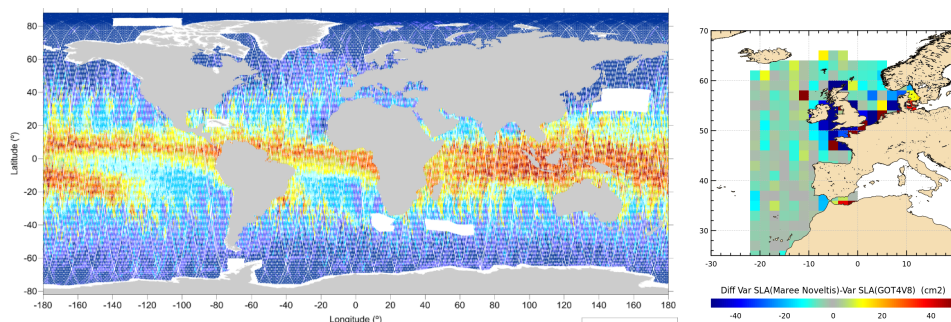 80
60
40
20
0
-20
-40
-60
-80
Latitude (º)
-180 -160 -140 -120 -100 -80 -60 -40 -20 0 20 40 60 80 100 120 140 160 180
Longitude (º)
70
60
50
40
30
-30 -20 -10 0 10
Diff Var SLA(Maree Noveltis)-Var SLA(GOT4V8) (cm2)
-40 -20 0 20 40